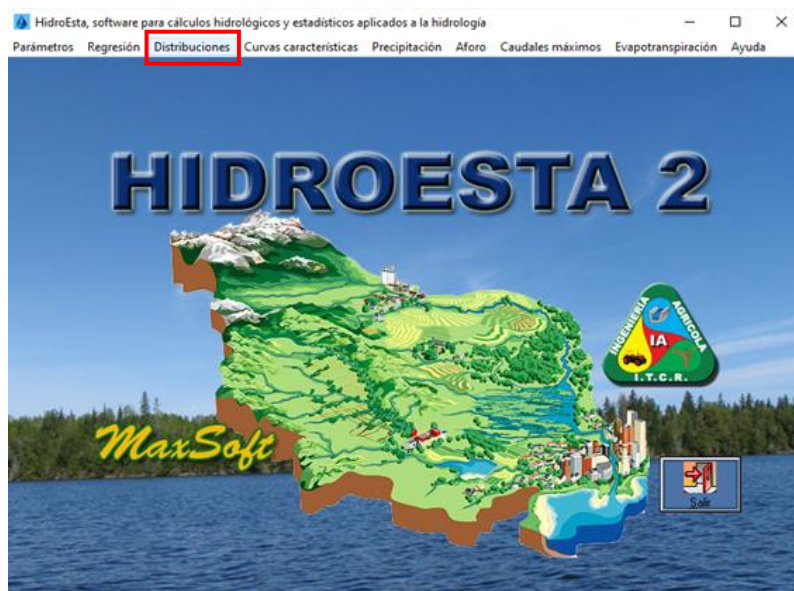 HidroEsta, software para cálculos hidrológicos y estadísticos aplicados a la hidrología
Parámetros Regresión Distribuciones Curvas características Precipitación Aforo Caudales máximos Evapotranspiración Ayuda
HIDROESTA 2
INGENIERIA AGRICOLA
IA
I.T.C.R.
MaxSoft
Salir